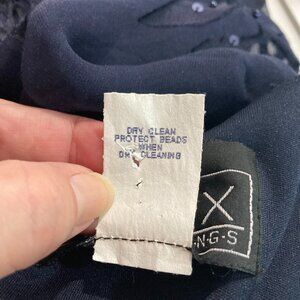 DRY CLEAN
PROTECT BEADS
WHEN
DRY CLEANING
X
N·G·S